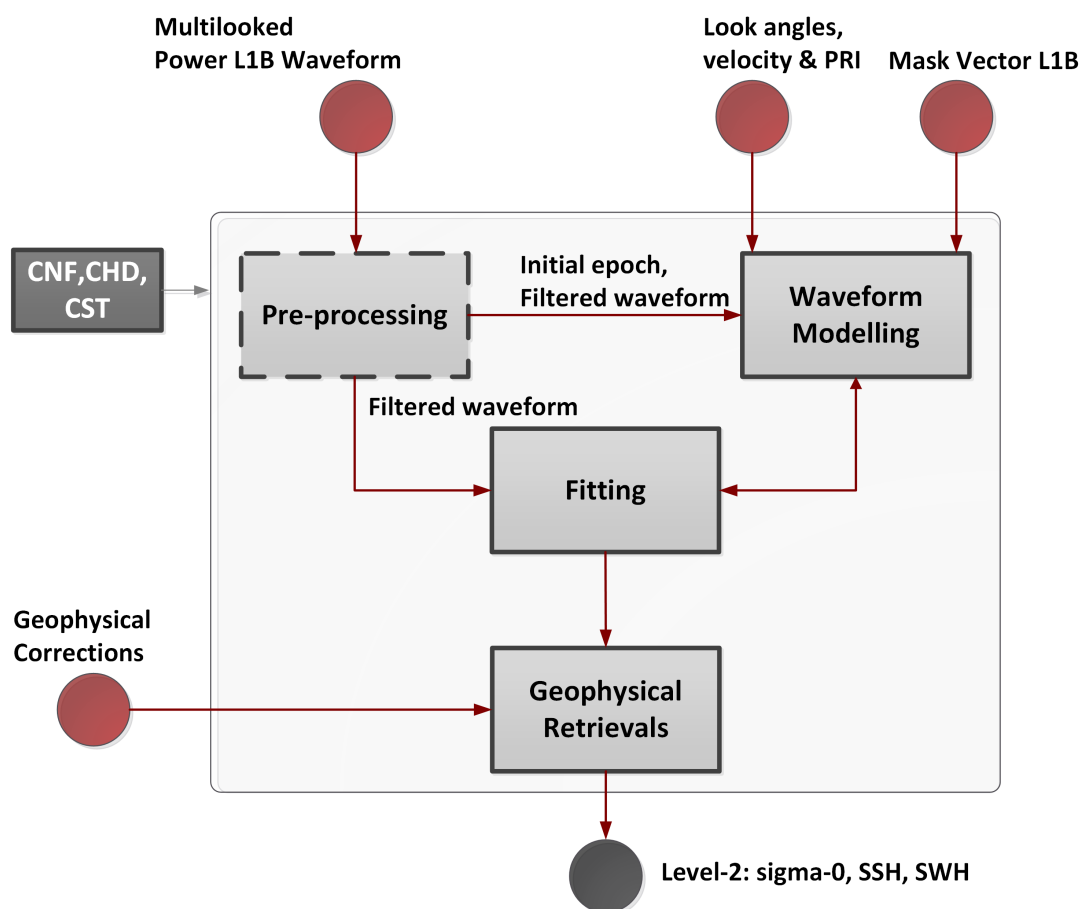 Multilooked
Power L1B Waveform
Look angles,
velocity & PRI
Mask Vector L1B
CNF,CHD,
CST
Pre-processing
Initial epoch,
Filtered waveform
Waveform
Modelling
Filtered waveform
Fitting
Geophysical
Corrections
Geophysical
Retrievals
Level-2: sigma-0, SSH, SWH